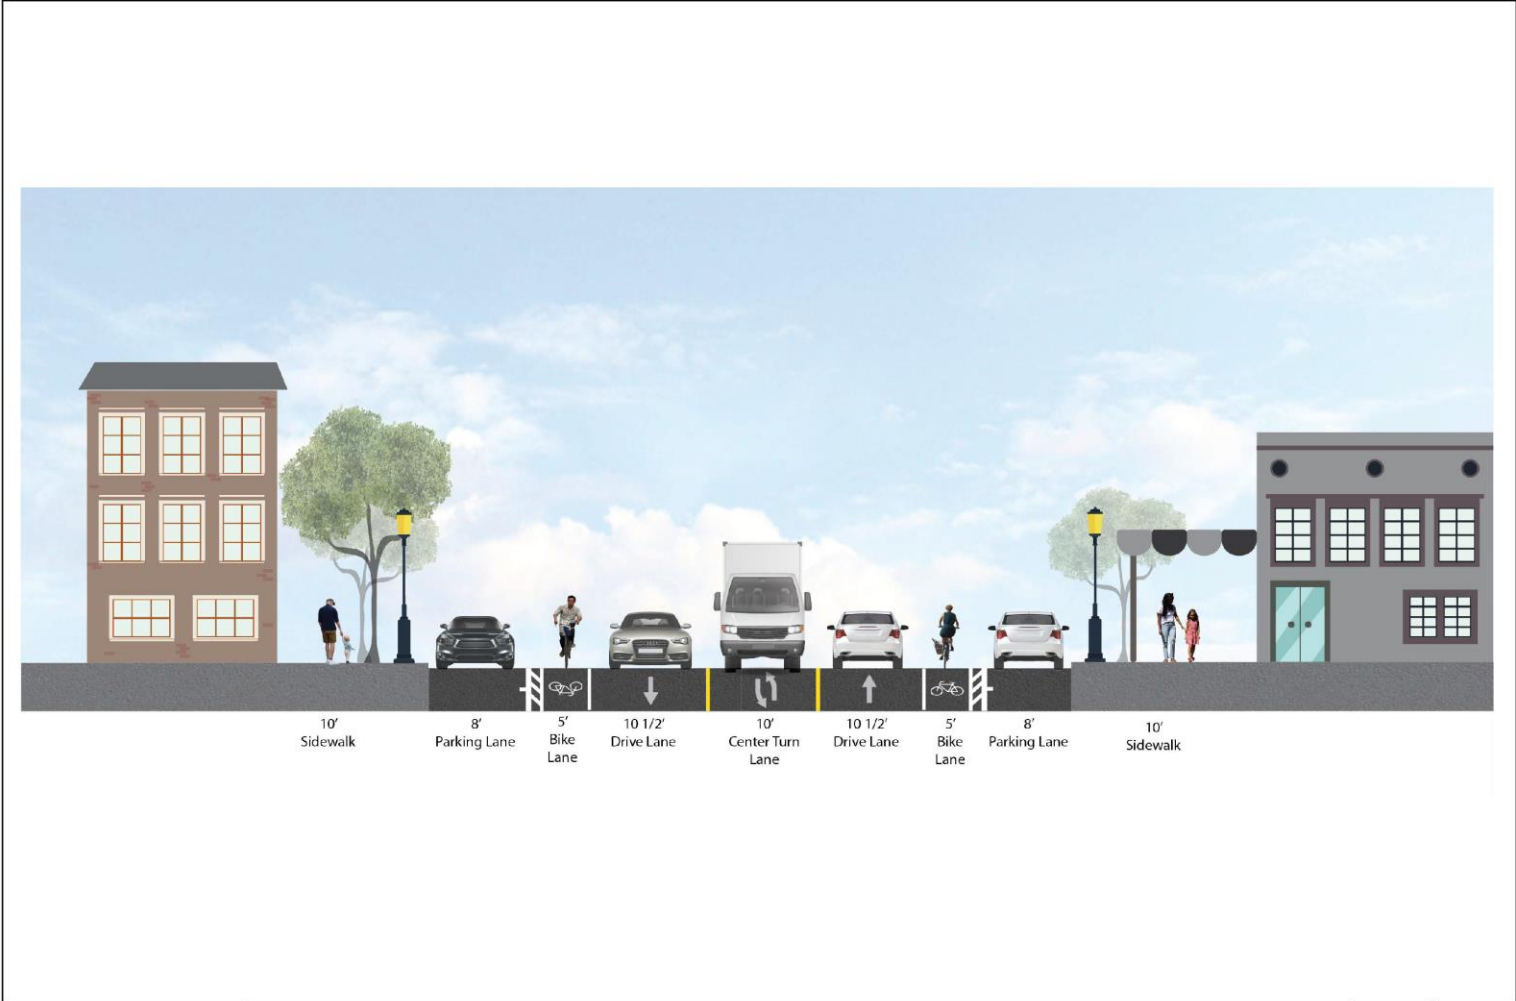 10’
Sidewalk
8’
Parking Lane
5’
Bike
Lane
10 1/2’
Drive Lane
10’
Center Turn
Lane
10 1/2’
Drive Lane
5’
Bike
Lane
8’
Parking Lane
10’
Sidewalk